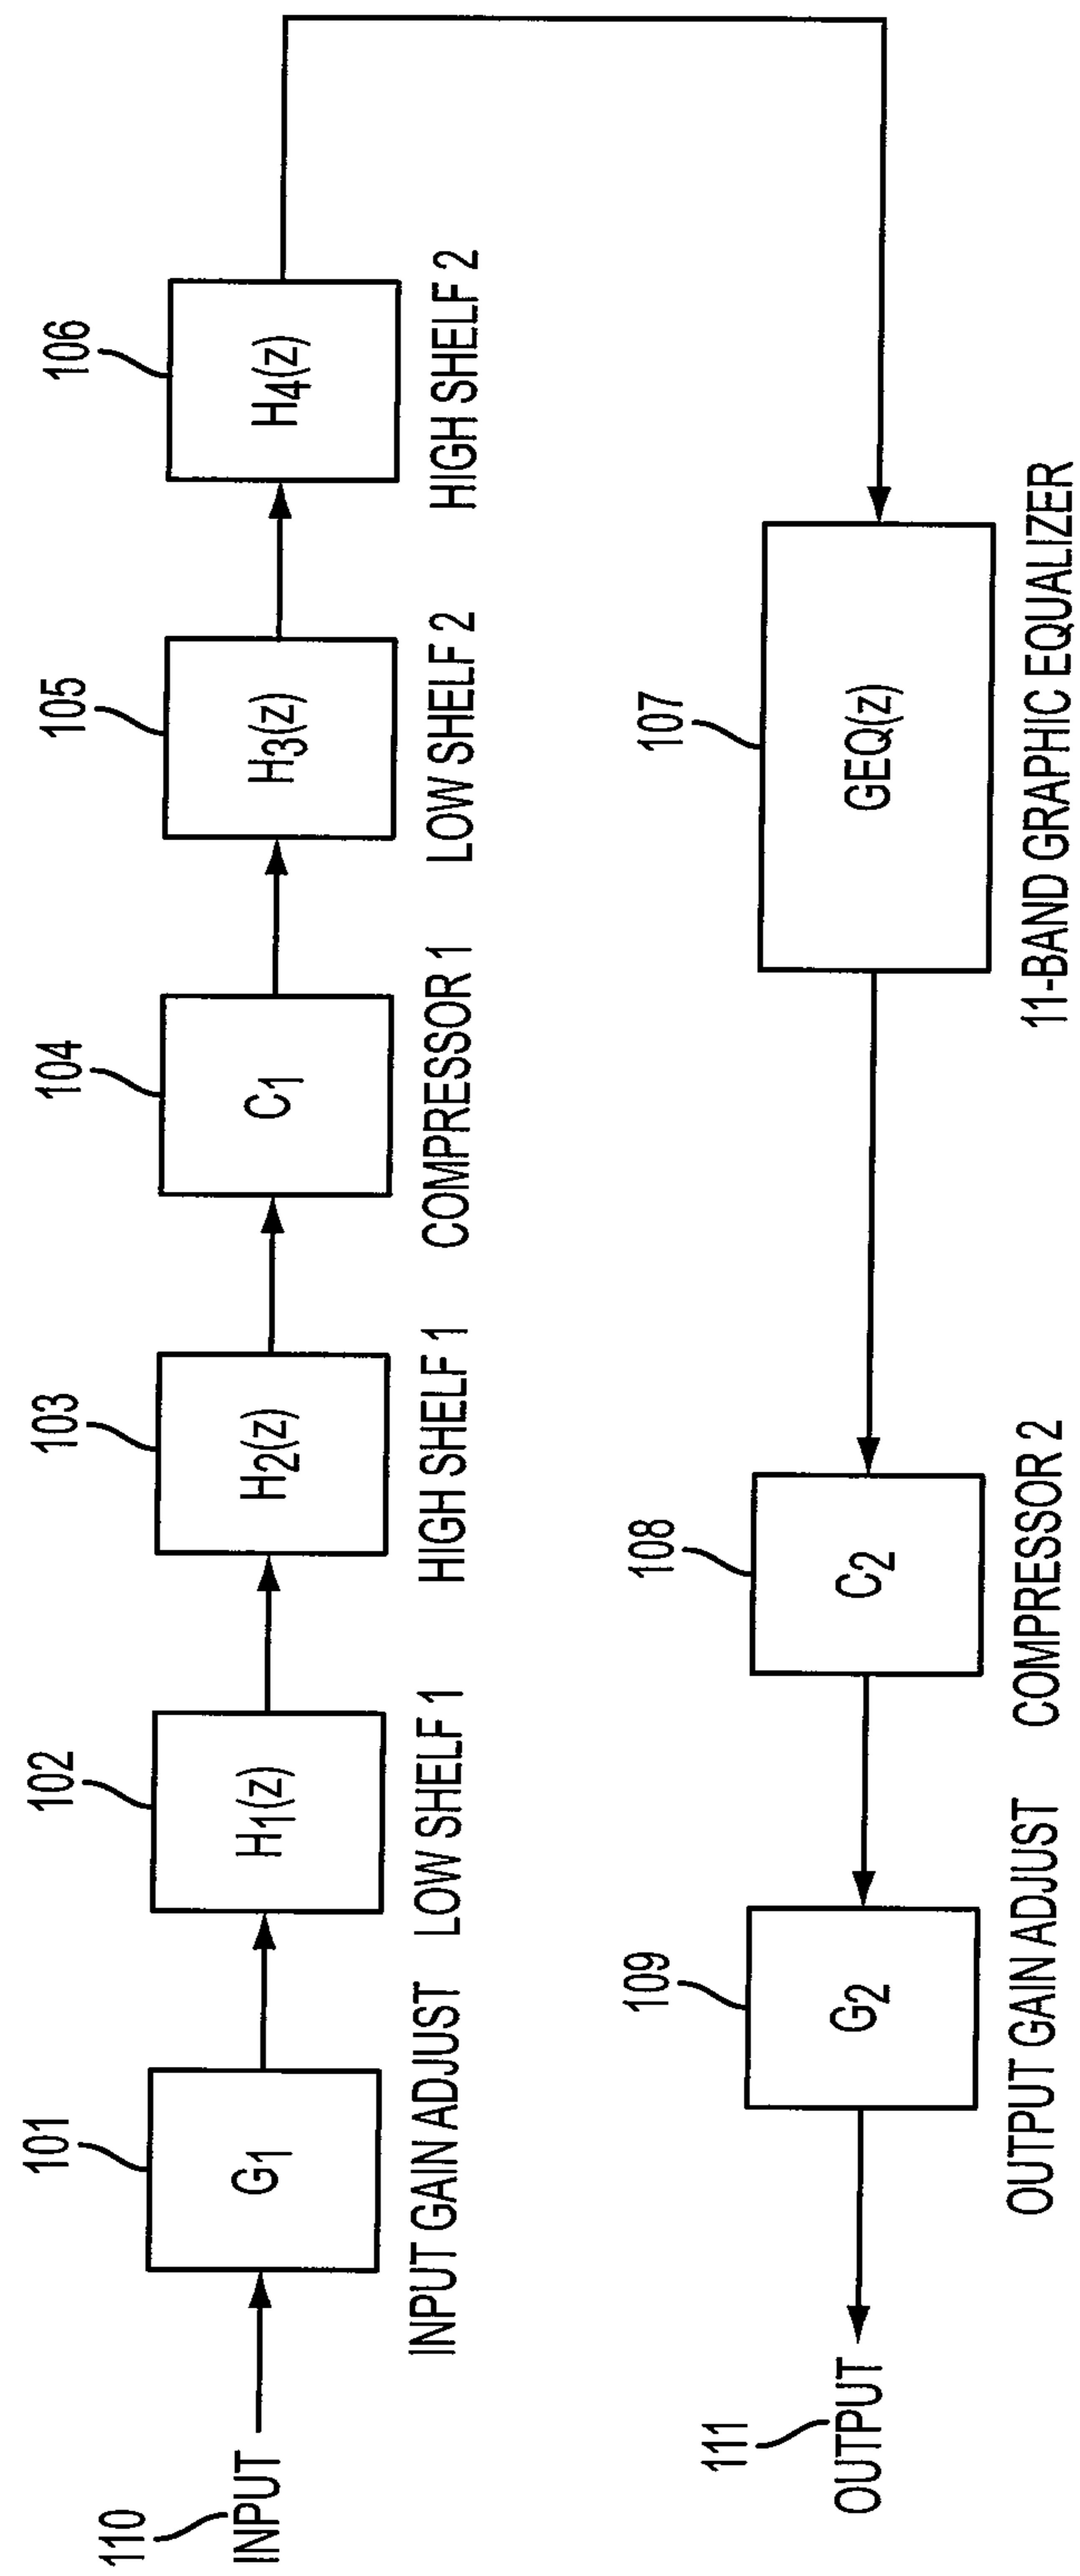 110
INPUT
101
G1
INPUT GAIN ADJUST
102
H1(z)
LOW SHELF 1
103
H2(z)
HIGH SHELF 1
104
C1
COMPRESSOR 1
105
H3(z)
LOW SHELF 2
106
H4(z)
HIGH SHELF 2
107
GEQ(z)
11-BAND GRAPHIC EQUALIZER
108
C2
COMPRESSOR 2
109
G2
OUTPUT GAIN ADJUST
111
OUTPUT